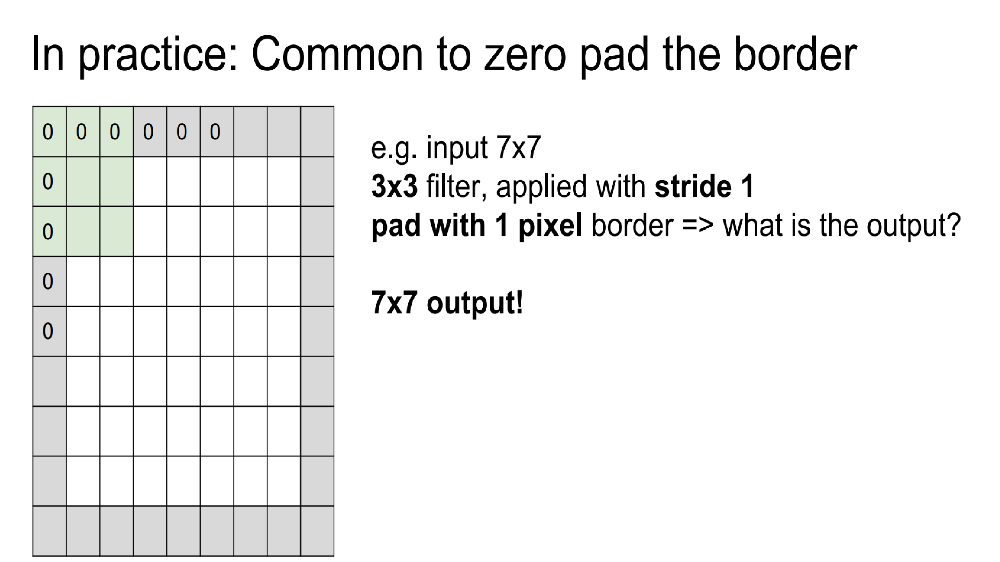 In practice: Common to zero pad the border
0 0 0 0 0 0
0
0
0
0
e.g. input 7x7
3x3 filter, applied with stride 1
pad with 1 pixel border => what is the output?
7x7 output!